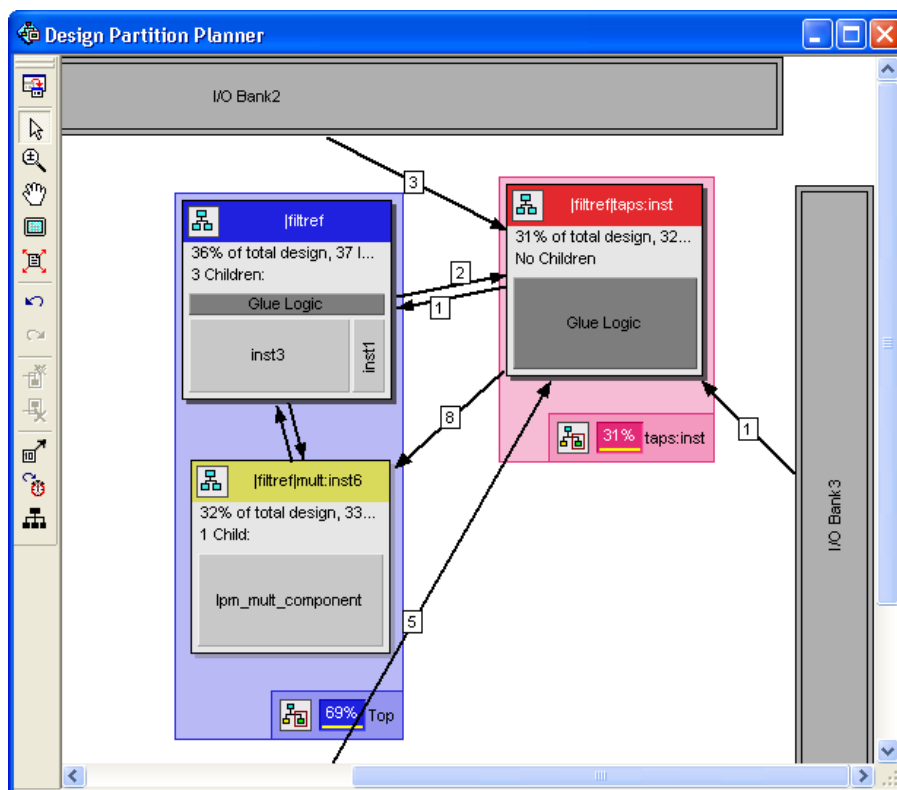 Design Partition Planner
I/O Bank2
3
|filtref
36% of total design, 37 l...
3 Children:
Glue Logic
inst3
inst1
2
1
|filtref|taps:inst
31% of total design, 32...
No Children
Glue Logic
31% taps:inst
8
1
I/O Bank3
|filtref|mult:inst6
32% of total design, 33...
1 Child:
lpm_mult_component
5
69% Top